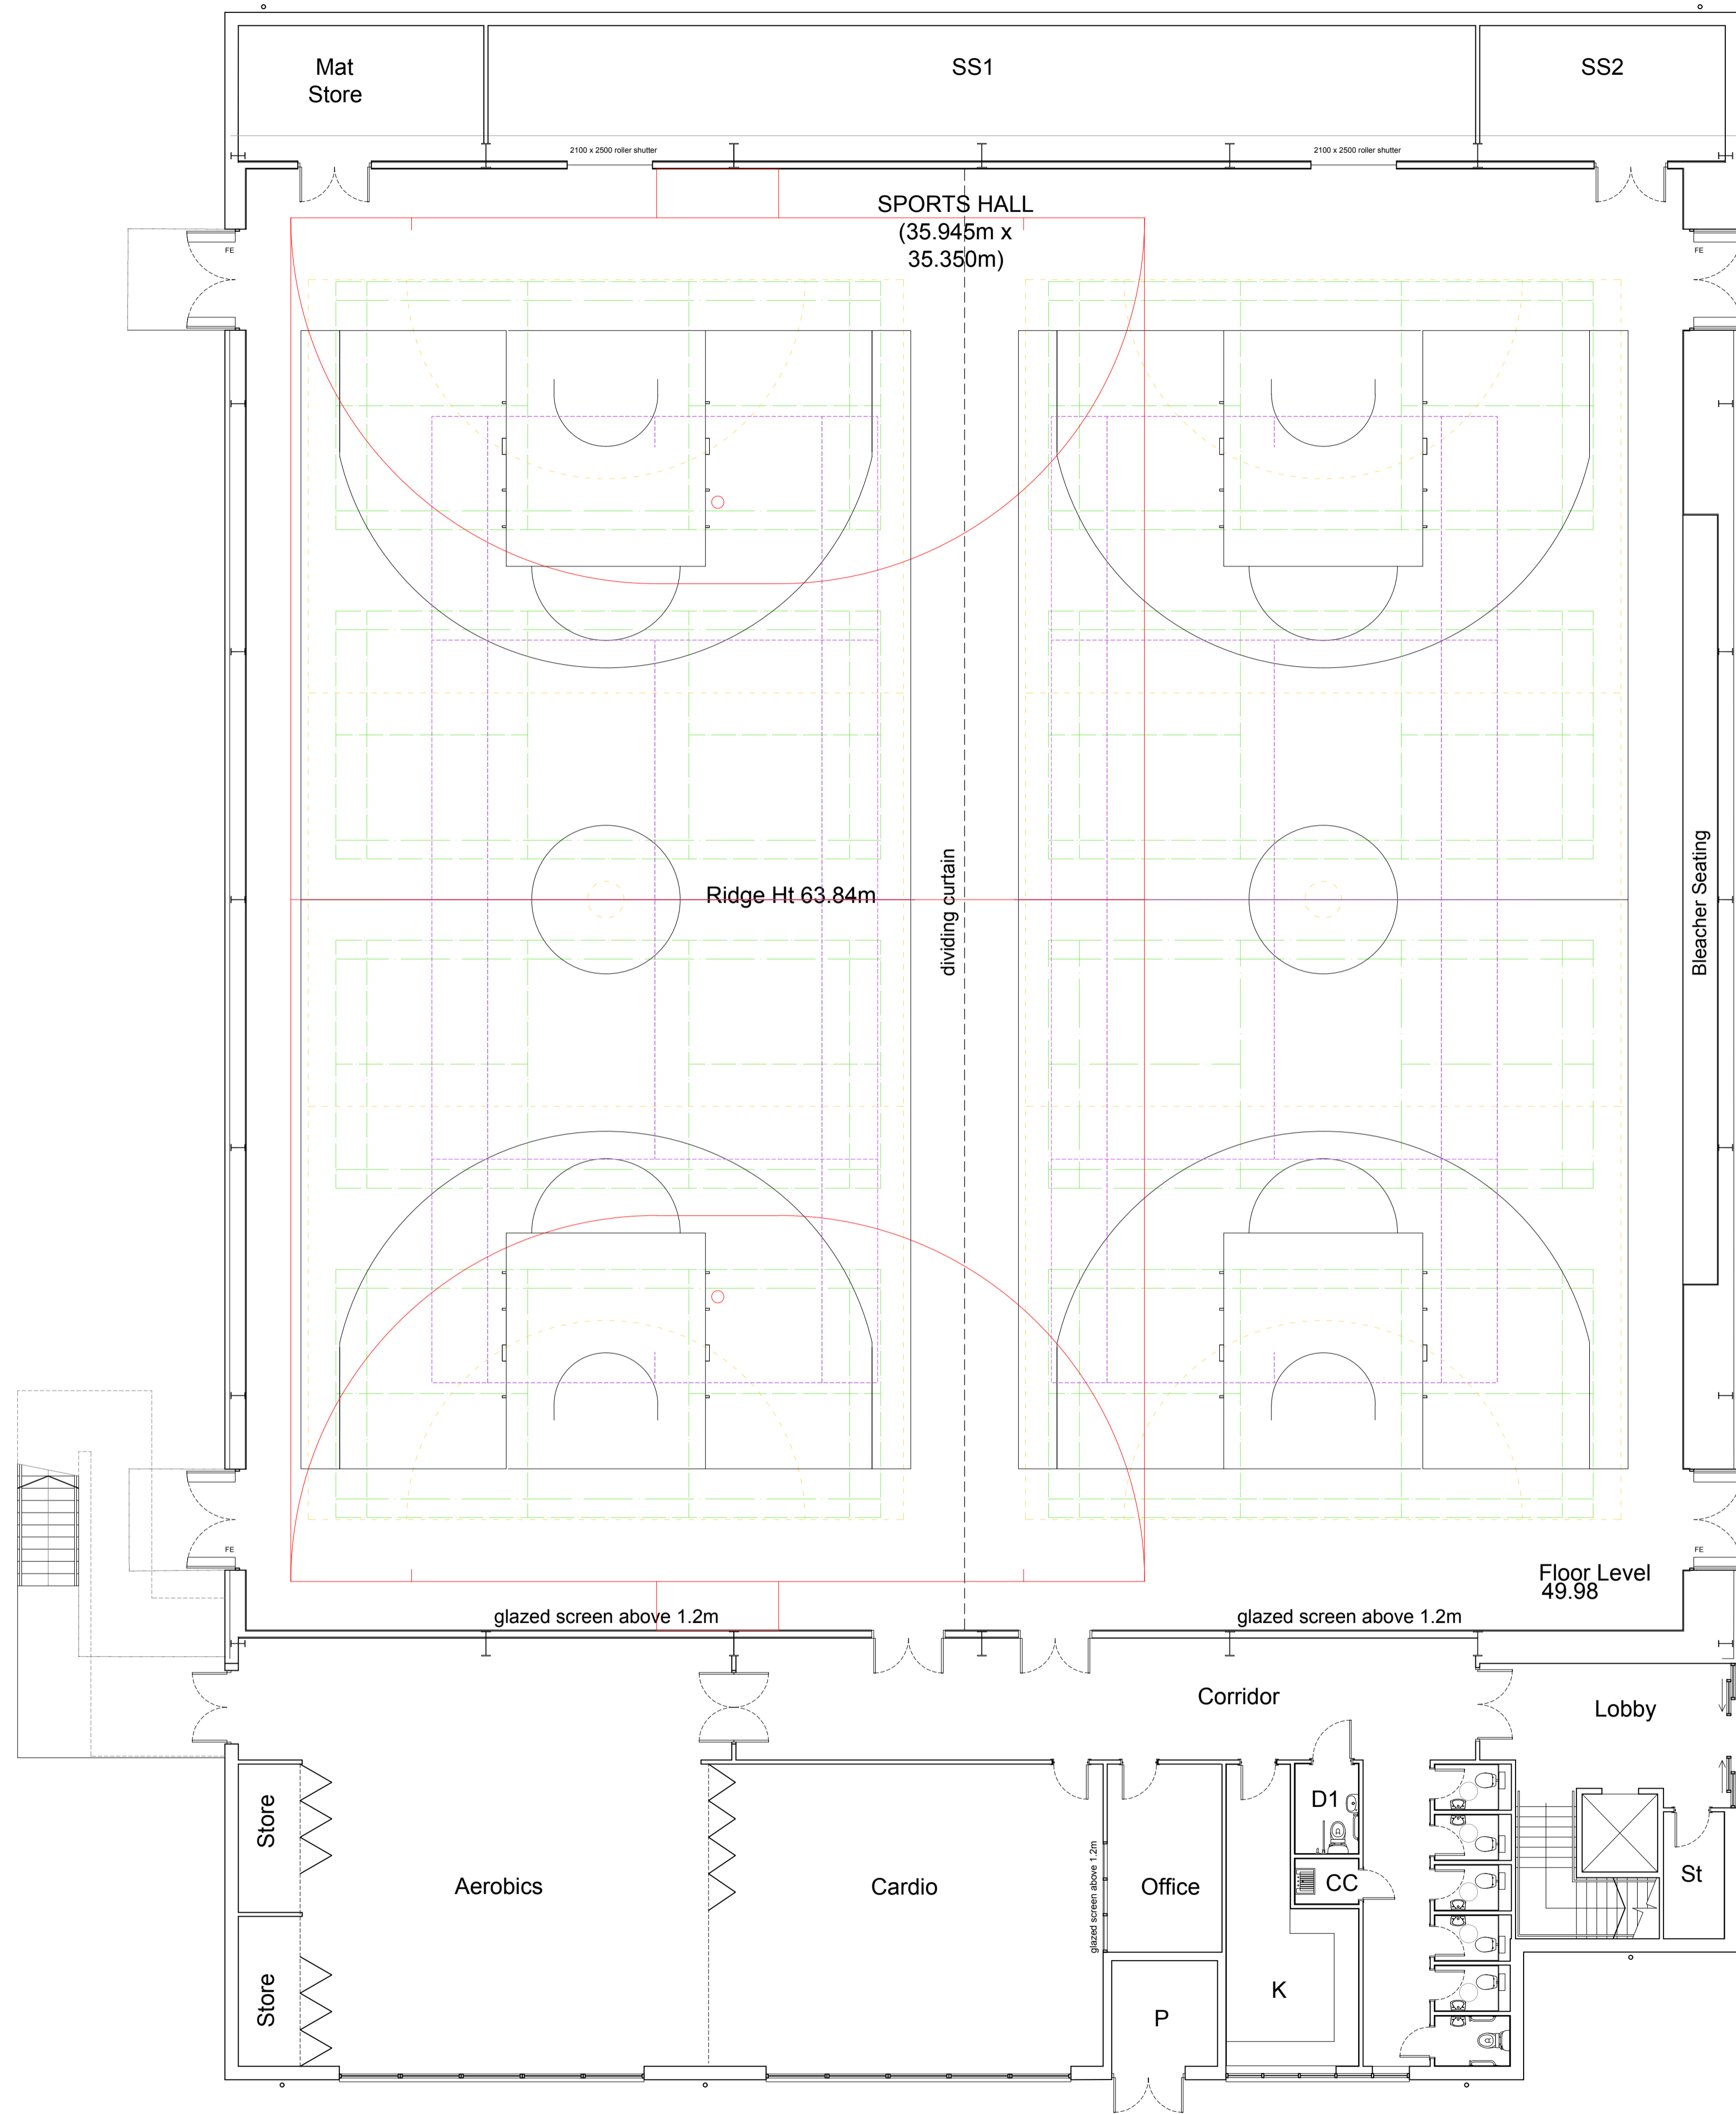 Mat
Store
SS1
SS2
2100 x 2500 roller shutter
2100 x 2500 roller shutter
SPORTS HALL
(35.945m x
35.350m)
FE
FE
Ridge Ht 63.84m
dividing curtain
Bleacher Seating
FE
FE
Floor Level
49.98
glazed screen above 1.2m
glazed screen above 1.2m
Corridor
Lobby
Store
D1
Aerobics
Cardio
glazed screen above 1.2m
Office
CC
St
Store
K
P